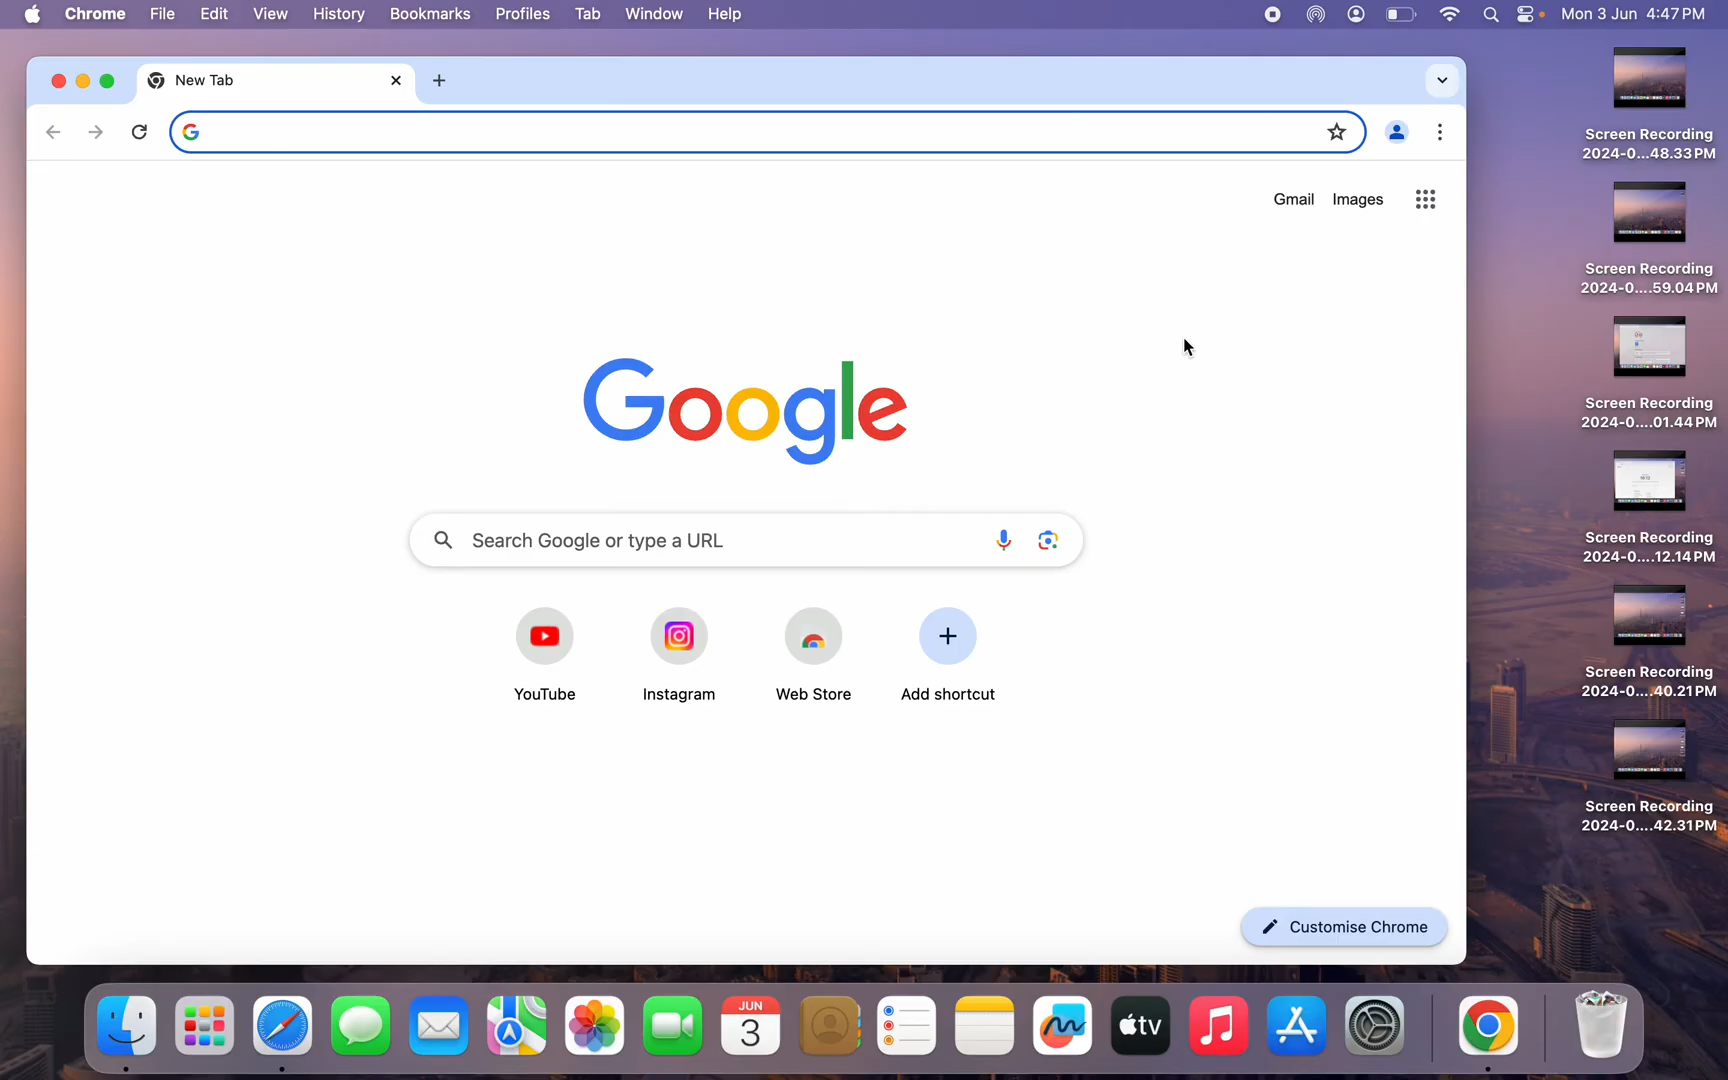 Chrome File Edit View History Bookmarks Profiles Tab Window Help Mon 3 Jun 4:47 PM
New Tab
Gmail Images
Google
Search Google or type a URL
YouTube Instagram Web Store Add shortcut
Customise Chrome
Screen Recording
2024-0...48.33 PM
Screen Recording
2024-0....59.04 PM
Screen Recording
2024-0....01.44 PM
Screen Recording
2024-0....12.14 PM
Screen Recording
2024-0....40.21 PM
Screen Recording
2024-0....42.31 PM
JUN
3
tv